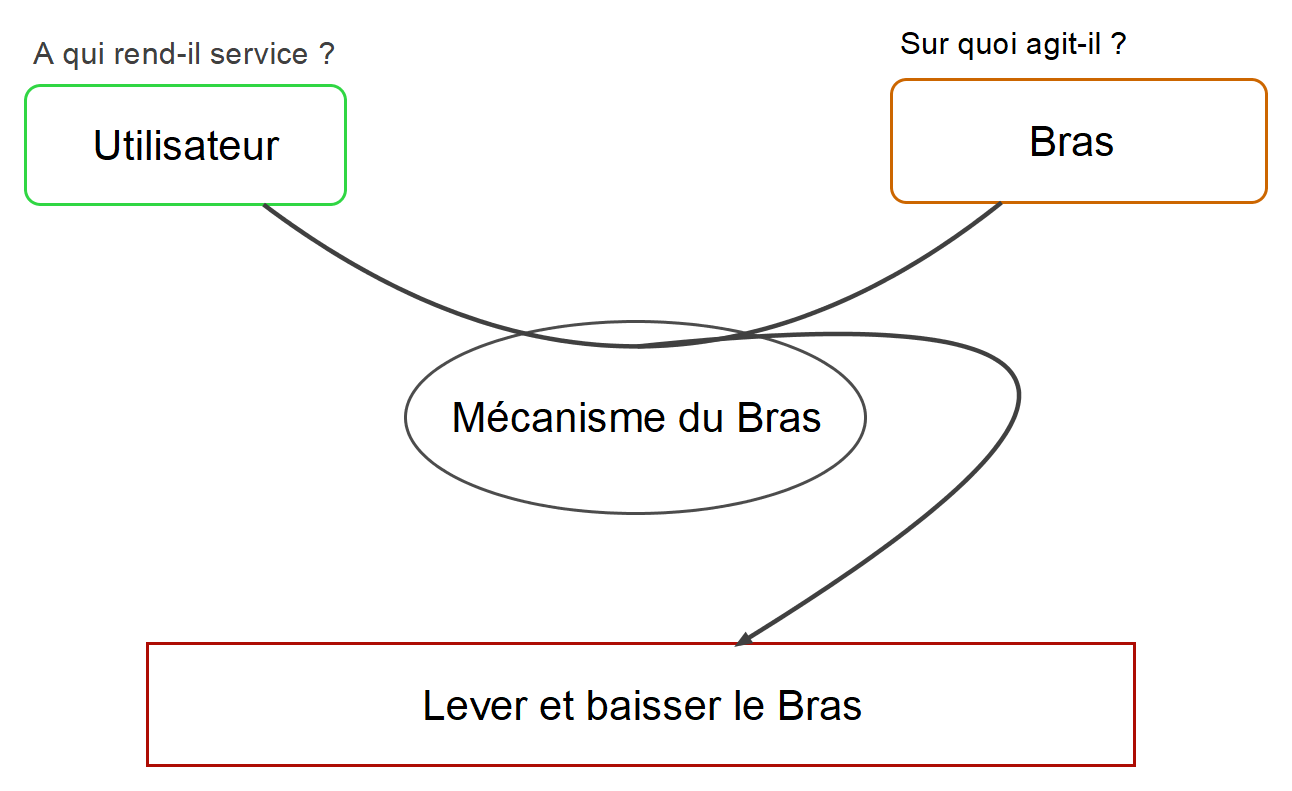 A qui rend-il service ?
Sur quoi agit-il ?
Utilisateur
Bras
Mécanisme du Bras
Lever et baisser le Bras